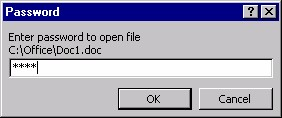 Password
Enter password to open file
C:\Office\Doc1.doc
****
OK Cancel